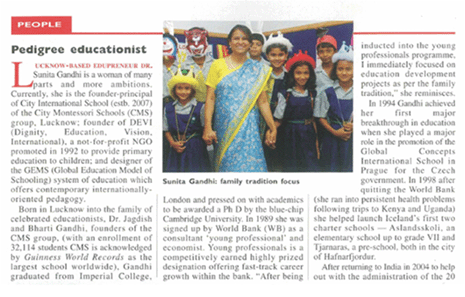 PEOPLE
Pedigree educationist
LUCKNOW-BASED EDUPRENEUR DR.
Sunita Gandhi is a woman of many
parts and more ambitions.
Currently, she is the founder-principal
of City International School (estb. 2007)
of the City Montessori Schools (CMS)
group, Lucknow; founder of DEVI
(Dignity, Education, Vision,
International), a not-for-profit NGO
promoted in 1992 to provide primary
education to children; and designer of
the GEMS (Global Education Model of
Schooling) system of education which
offers contemporary internationally-
oriented pedagogy.
Born in Lucknow into the family of
celebrated educationists, Dr. Jagdish
and Bharti Gandhi, founders of the
CMS group, (with an enrollment of
32,114 students CMS is acknowledged
by Guinness World Records as the
largest school worldwide), Gandhi
graduated from Imperial College,
Sunita Gandhi: family tradition focus
London and pressed on with academics
to be awarded a Ph D by the blue-chip
Cambridge University. In 1989 she was
signed up by World Bank (WB) as a
consultant 'young professional' and
economist. Young professionals is a
competitively earned highly prized
designation offering fast-track career
growth within the bank. "After being
inducted into the young
professionals programme,
I immediately focused on
education development
projects as per the family
tradition," she reminisces.
In 1994 Gandhi achieved
her first major
breakthrough in education
when she played a major
role in the promotion of the
Global Concepts
International School in
Prague for the Czech
government. In 1998 after
quitting the World Bank
(she ran into persistent health problems
following trips to Kenya and Uganda)
she helped launch Iceland's first two
charter schools — Aslandsskoli, an
elementary school up to grade VII and
Tjarnaras, a pre-school, both in the city
of Hafnarfjordur.
After returning to India in 2004 to help
out with the administration of the 20